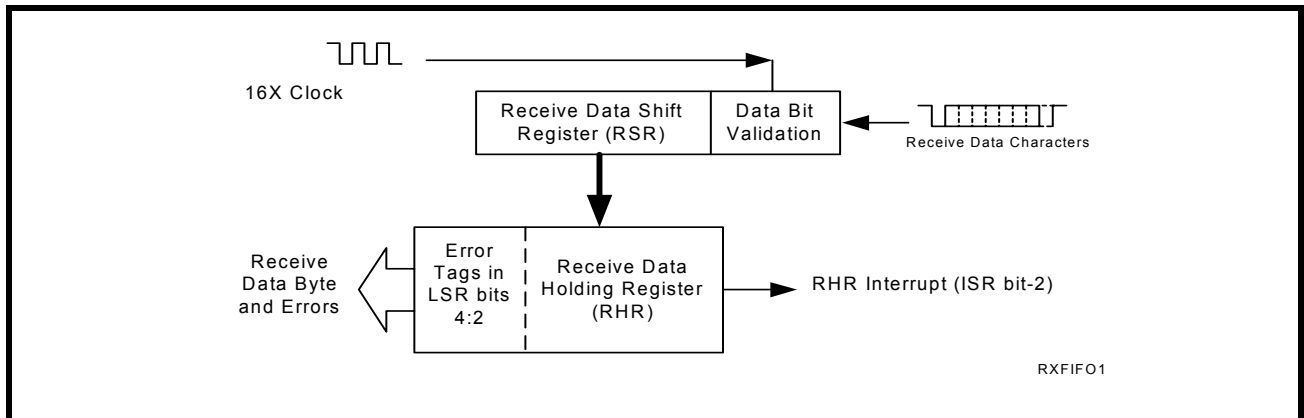 16X Clock
Receive Data Shift
Register (RSR)
Data Bit
Validation
Receive Data Characters
Receive
Data Byte
and Errors
Error
Tags in
LSR bits
4:2
Receive Data
Holding Register
(RHR)
RHR Interrupt (ISR bit-2)
RXFIFO1